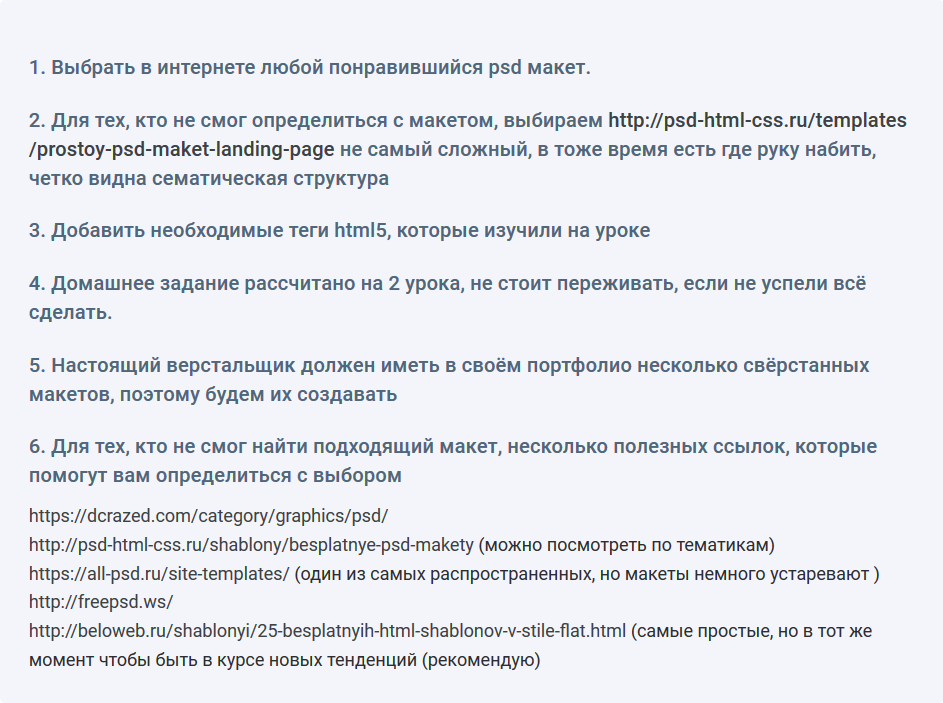 1. Выбрать в интернете любой понравившийся psd макет.
2. Для тех, кто не смог определиться с макетом, выбираем http://psd-html-css.ru/templates
/prostoy-psd-maket-landing-page не самый сложный, в тоже время есть где руку набить,
четко видна сематическая структура
3. Добавить необходимые теги html5, которые изучили на уроке
4. Домашнее задание рассчитано на 2 урока, не стоит переживать, если не успели всё
сделать.
5. Настоящий верстальщик должен иметь в своём портфолио несколько свёрстанных
макетов, поэтому будем их создавать
6. Для тех, кто не смог найти подходящий макет, несколько полезных ссылок, которые
помогут вам определиться с выбором
https://dcrazed.com/category/graphics/psd/
http://psd-html-css.ru/shablony/besplatnye-psd-makety (можно посмотреть по тематикам)
https://all-psd.ru/site-templates/ (один из самых распространенных, но макеты немного устаревают )
http://freepsd.ws/
http://beloweb.ru/shablonyi/25-besplatnyih-html-shablonov-v-stile-flat.html (самые простые, но в тот же
момент чтобы быть в курсе новых тенденций (рекомендую)